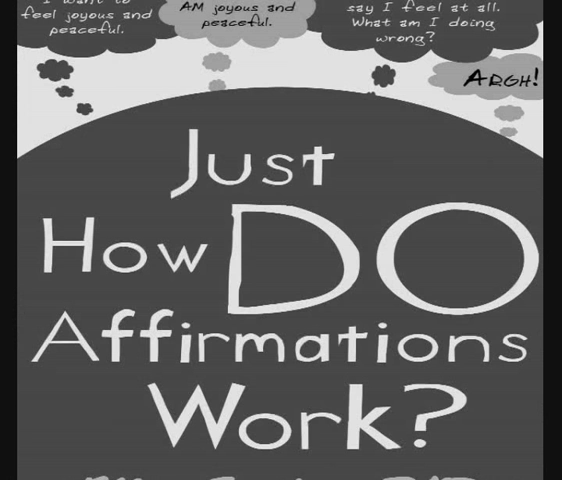 feel joyous and
peaceful.
AM joyous and
peaceful.
say I feel at all.
What am I doing
wrong?
ARGH!
Just
How DO
Affirmations
Work?